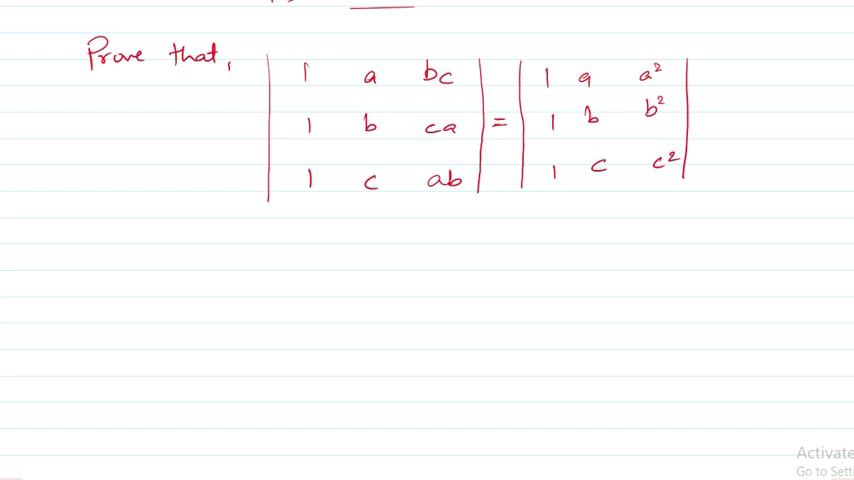 Prove that, | 1 a bc | = | 1 a a² |
| 1 b ca | | 1 b b² |
| 1 c ab | | 1 c c² |
Activate
Go to Setti